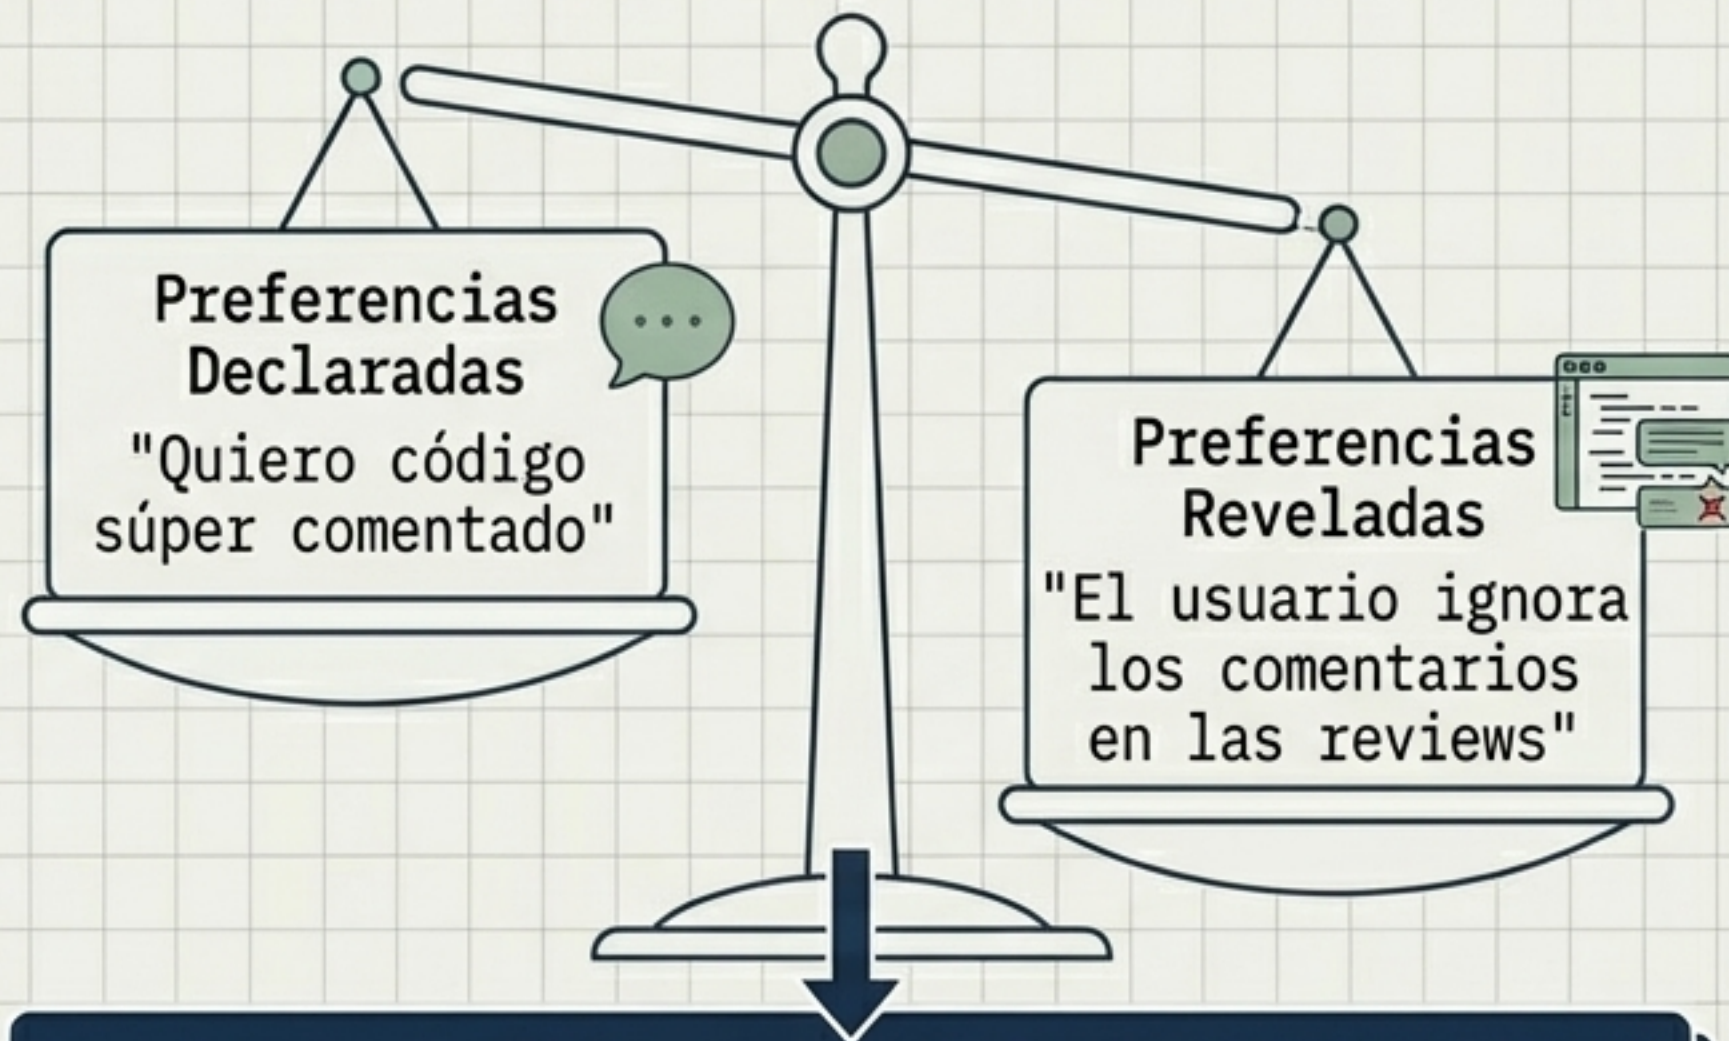 Preferencias
Declaradas
"Quiero código
súper comentado"
Preferencias
Reveladas
"El usuario ignora
los comentarios
en las reviews"